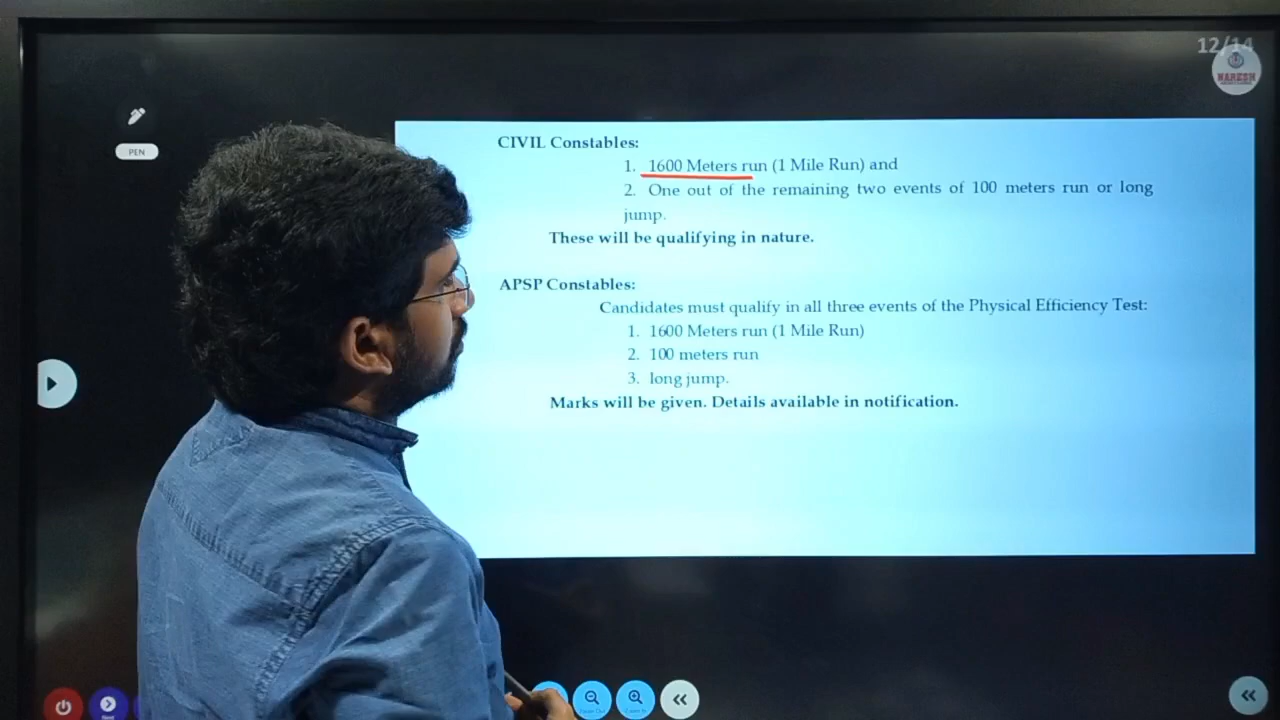 12/14
NARESH
PEN
CIVIL Constables:
1. 1600 Meters run (1 Mile Run) and
2. One out of the remaining two events of 100 meters run or long
jump.
These will be qualifying in nature.
APSP Constables:
Candidates must qualify in all three events of the Physical Efficiency Test:
1. 1600 Meters run (1 Mile Run)
2. 100 meters run
3. long jump.
Marks will be given. Details available in notification.